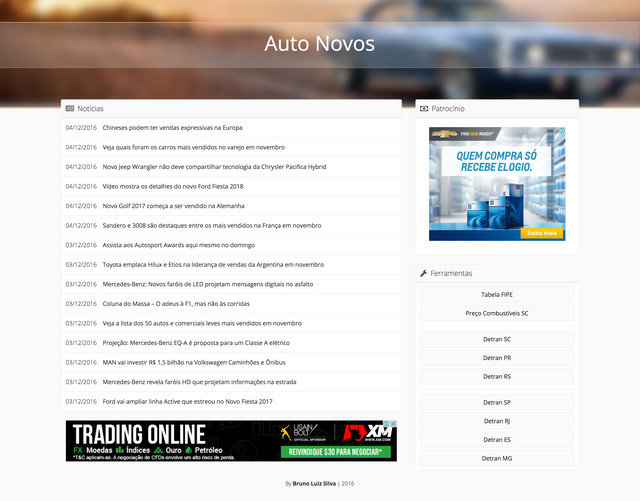 Auto Novos
Notícias
04/12/2016 Chineses podem ter vendas expressivas na Europa
04/12/2016 Veja quais foram os carros mais vendidos no varejo em novembro
04/12/2016 Novo Jeep Wrangler não deve compartilhar tecnologia da Chrysler Pacifica Hybrid
04/12/2016 Vídeo mostra os detalhes do novo Ford Fiesta 2018
04/12/2016 Novo Golf 2017 começa a ser vendido na Alemanha
04/12/2016 Sandero e 3008 são destaques entre os mais vendidos na França em novembro
03/12/2016 Assista aos Autosport Awards aqui mesmo no domingo
03/12/2016 Toyota emplaca Hilux e Etios na liderança de vendas da Argentina em novembro
03/12/2016 Mercedes-Benz: Novos faróis de LED projetam mensagens digitais no asfalto
03/12/2016 Coluna do Massa – O adeus à F1, mas não às corridas
03/12/2016 Veja a lista dos 50 autos e comerciais leves mais vendidos em novembro
03/12/2016 Projeção: Mercedes-Benz EQ-A é proposta para um Classe A elétrico
03/12/2016 MAN vai investir R$ 1,5 bilhão na Volkswagen Caminhões e Ônibus
03/12/2016 Mercedes-Benz revela faróis HD que projetam informações na estrada
03/12/2016 Ford vai ampliar linha Active que estreou no Novo Fiesta 2017
TRADING ONLINE
FX Moedas Índices Ouro Petróleo
*T&C aplicam-se. A negociação de CFDs envolve um alto risco de perda.
USAIN BOLT
OFFICIAL SPONSOR
XM
WWW.XM.COM
REIVINDIQUE $30 PARA NEGOCIAR*
Patrocínio
CHEVROLET FIND NEW ROADS
QUEM COMPRA SÓ
RECEBE ELOGIO.
Saiba mais
Ferramentas
Tabela FIPE
Preço Combustíveis SC
Detran SC
Detran PR
Detran RS
Detran SP
Detran RJ
Detran ES
Detran MG
By Bruno Luiz Silva | 2016